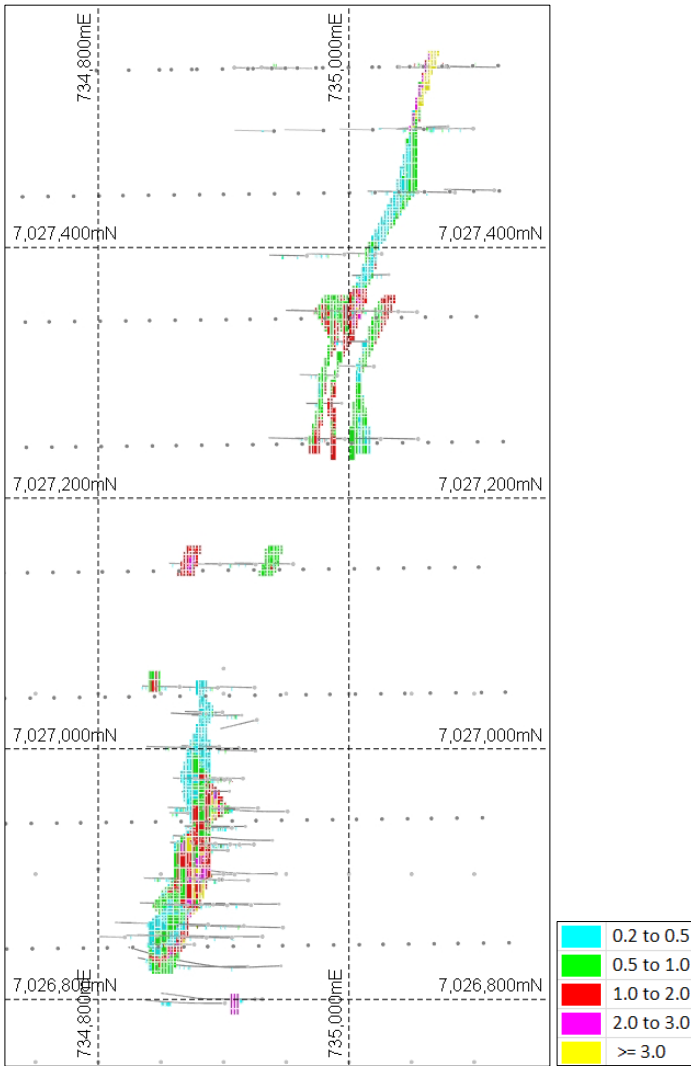 734,800mE
735,000mE
7,027,400mN
7,027,400mN
7,027,200mN
7,027,200mN
7,027,000mN
7,027,000mN
7,026,800mN
7,026,800mN
734,800mE
735,000mE
0.2 to 0.5
0.5 to 1.0
1.0 to 2.0
2.0 to 3.0
>= 3.0